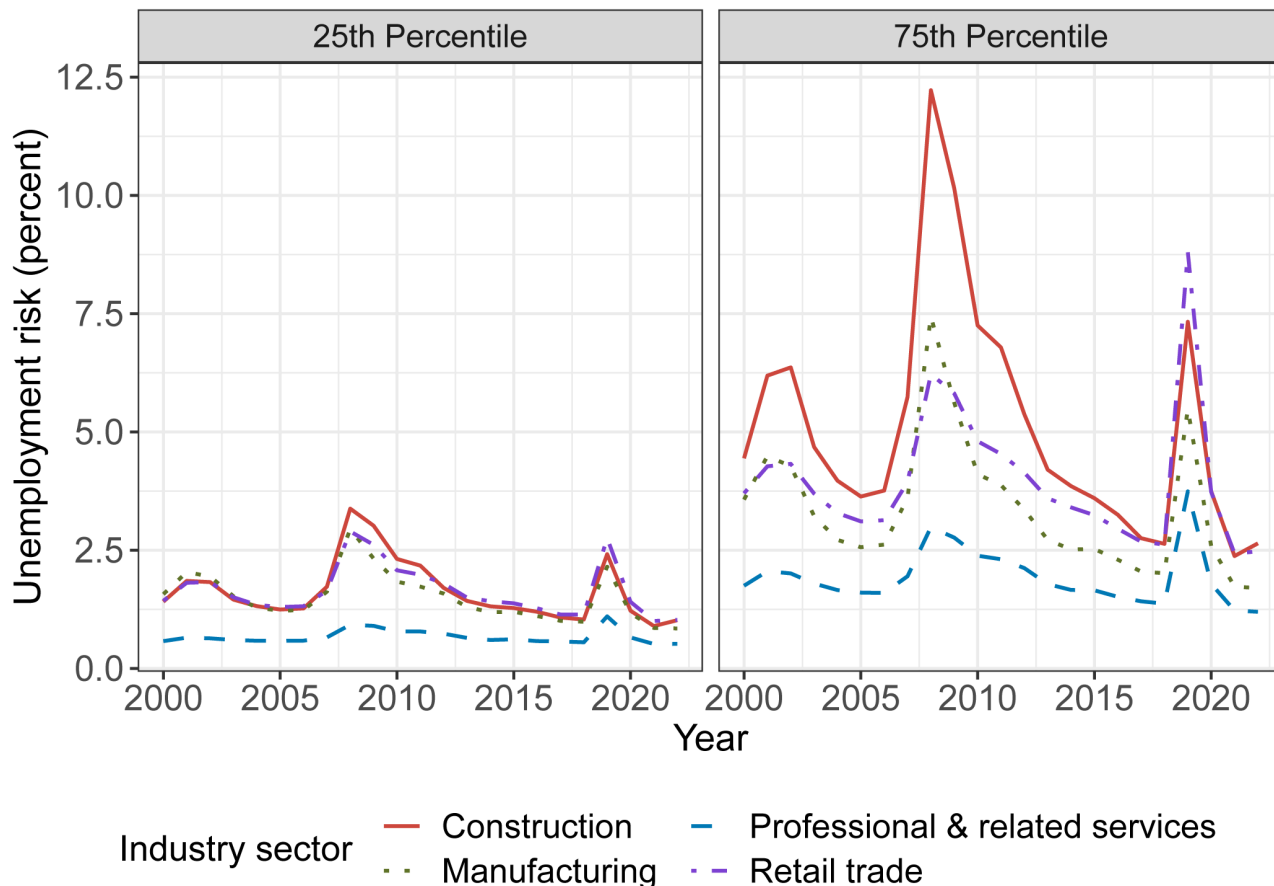 25th Percentile 75th Percentile
Unemployment risk (percent)
12.5
10.0
7.5
5.0
2.5
0.0
2000 2005 2010 2015 2020 2000 2005 2010 2015 2020
Year
Industry sector
Construction Professional & related services
Manufacturing Retail trade